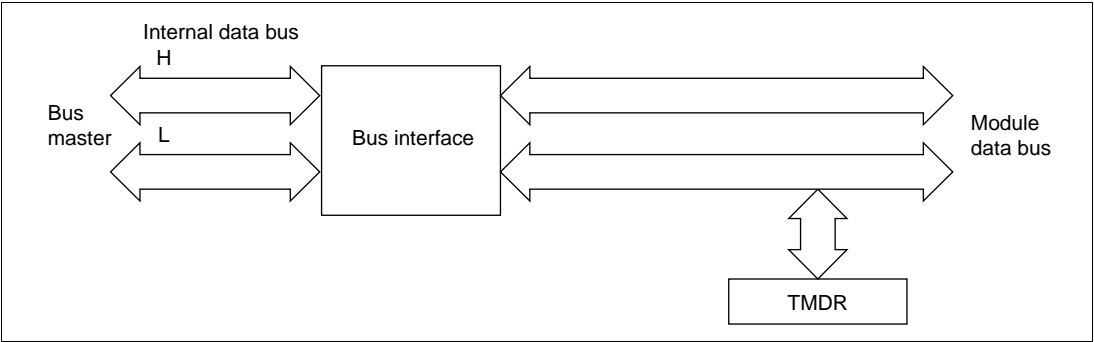 Internal data bus
H
Bus
master
L
Bus interface
Module
data bus
TMDR